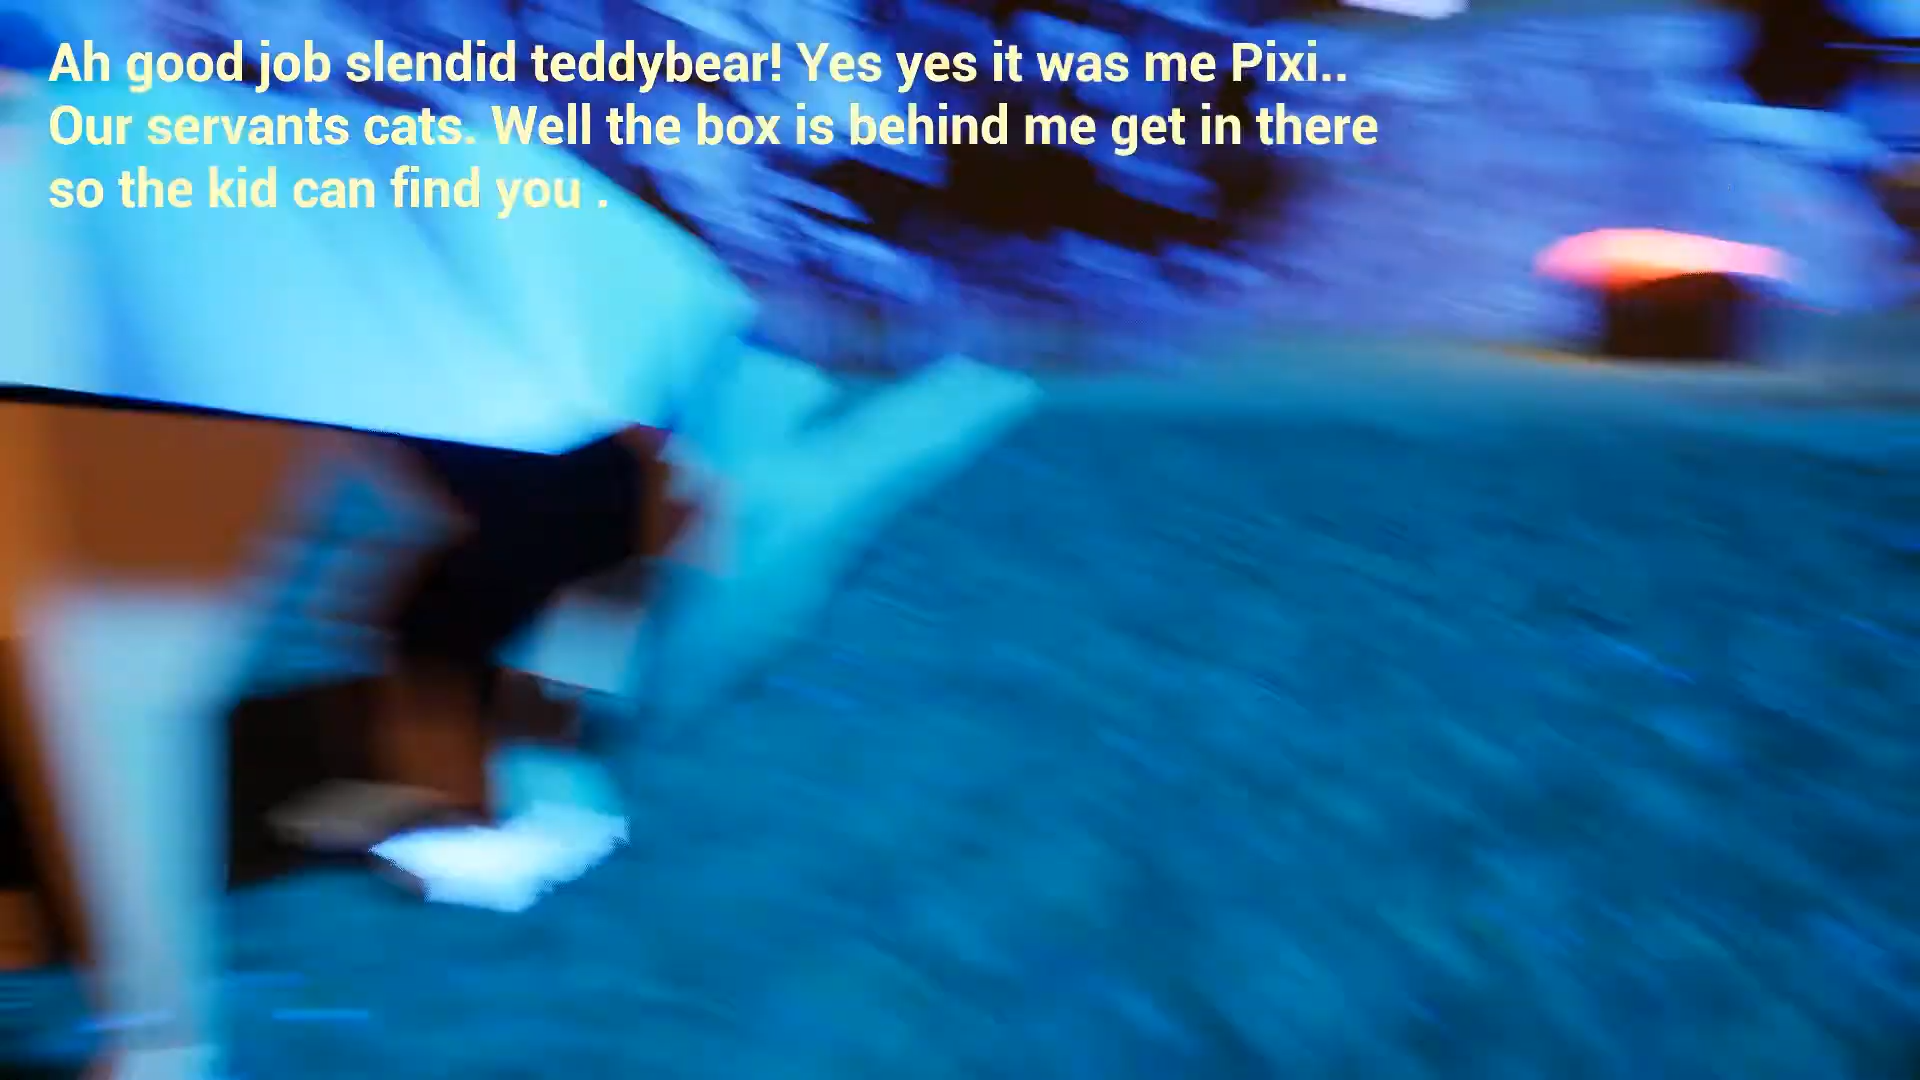 Ah good job slendid teddybear! Yes yes it was me Pixi..
Our servants cats. Well the box is behind me get in there
so the kid can find you .